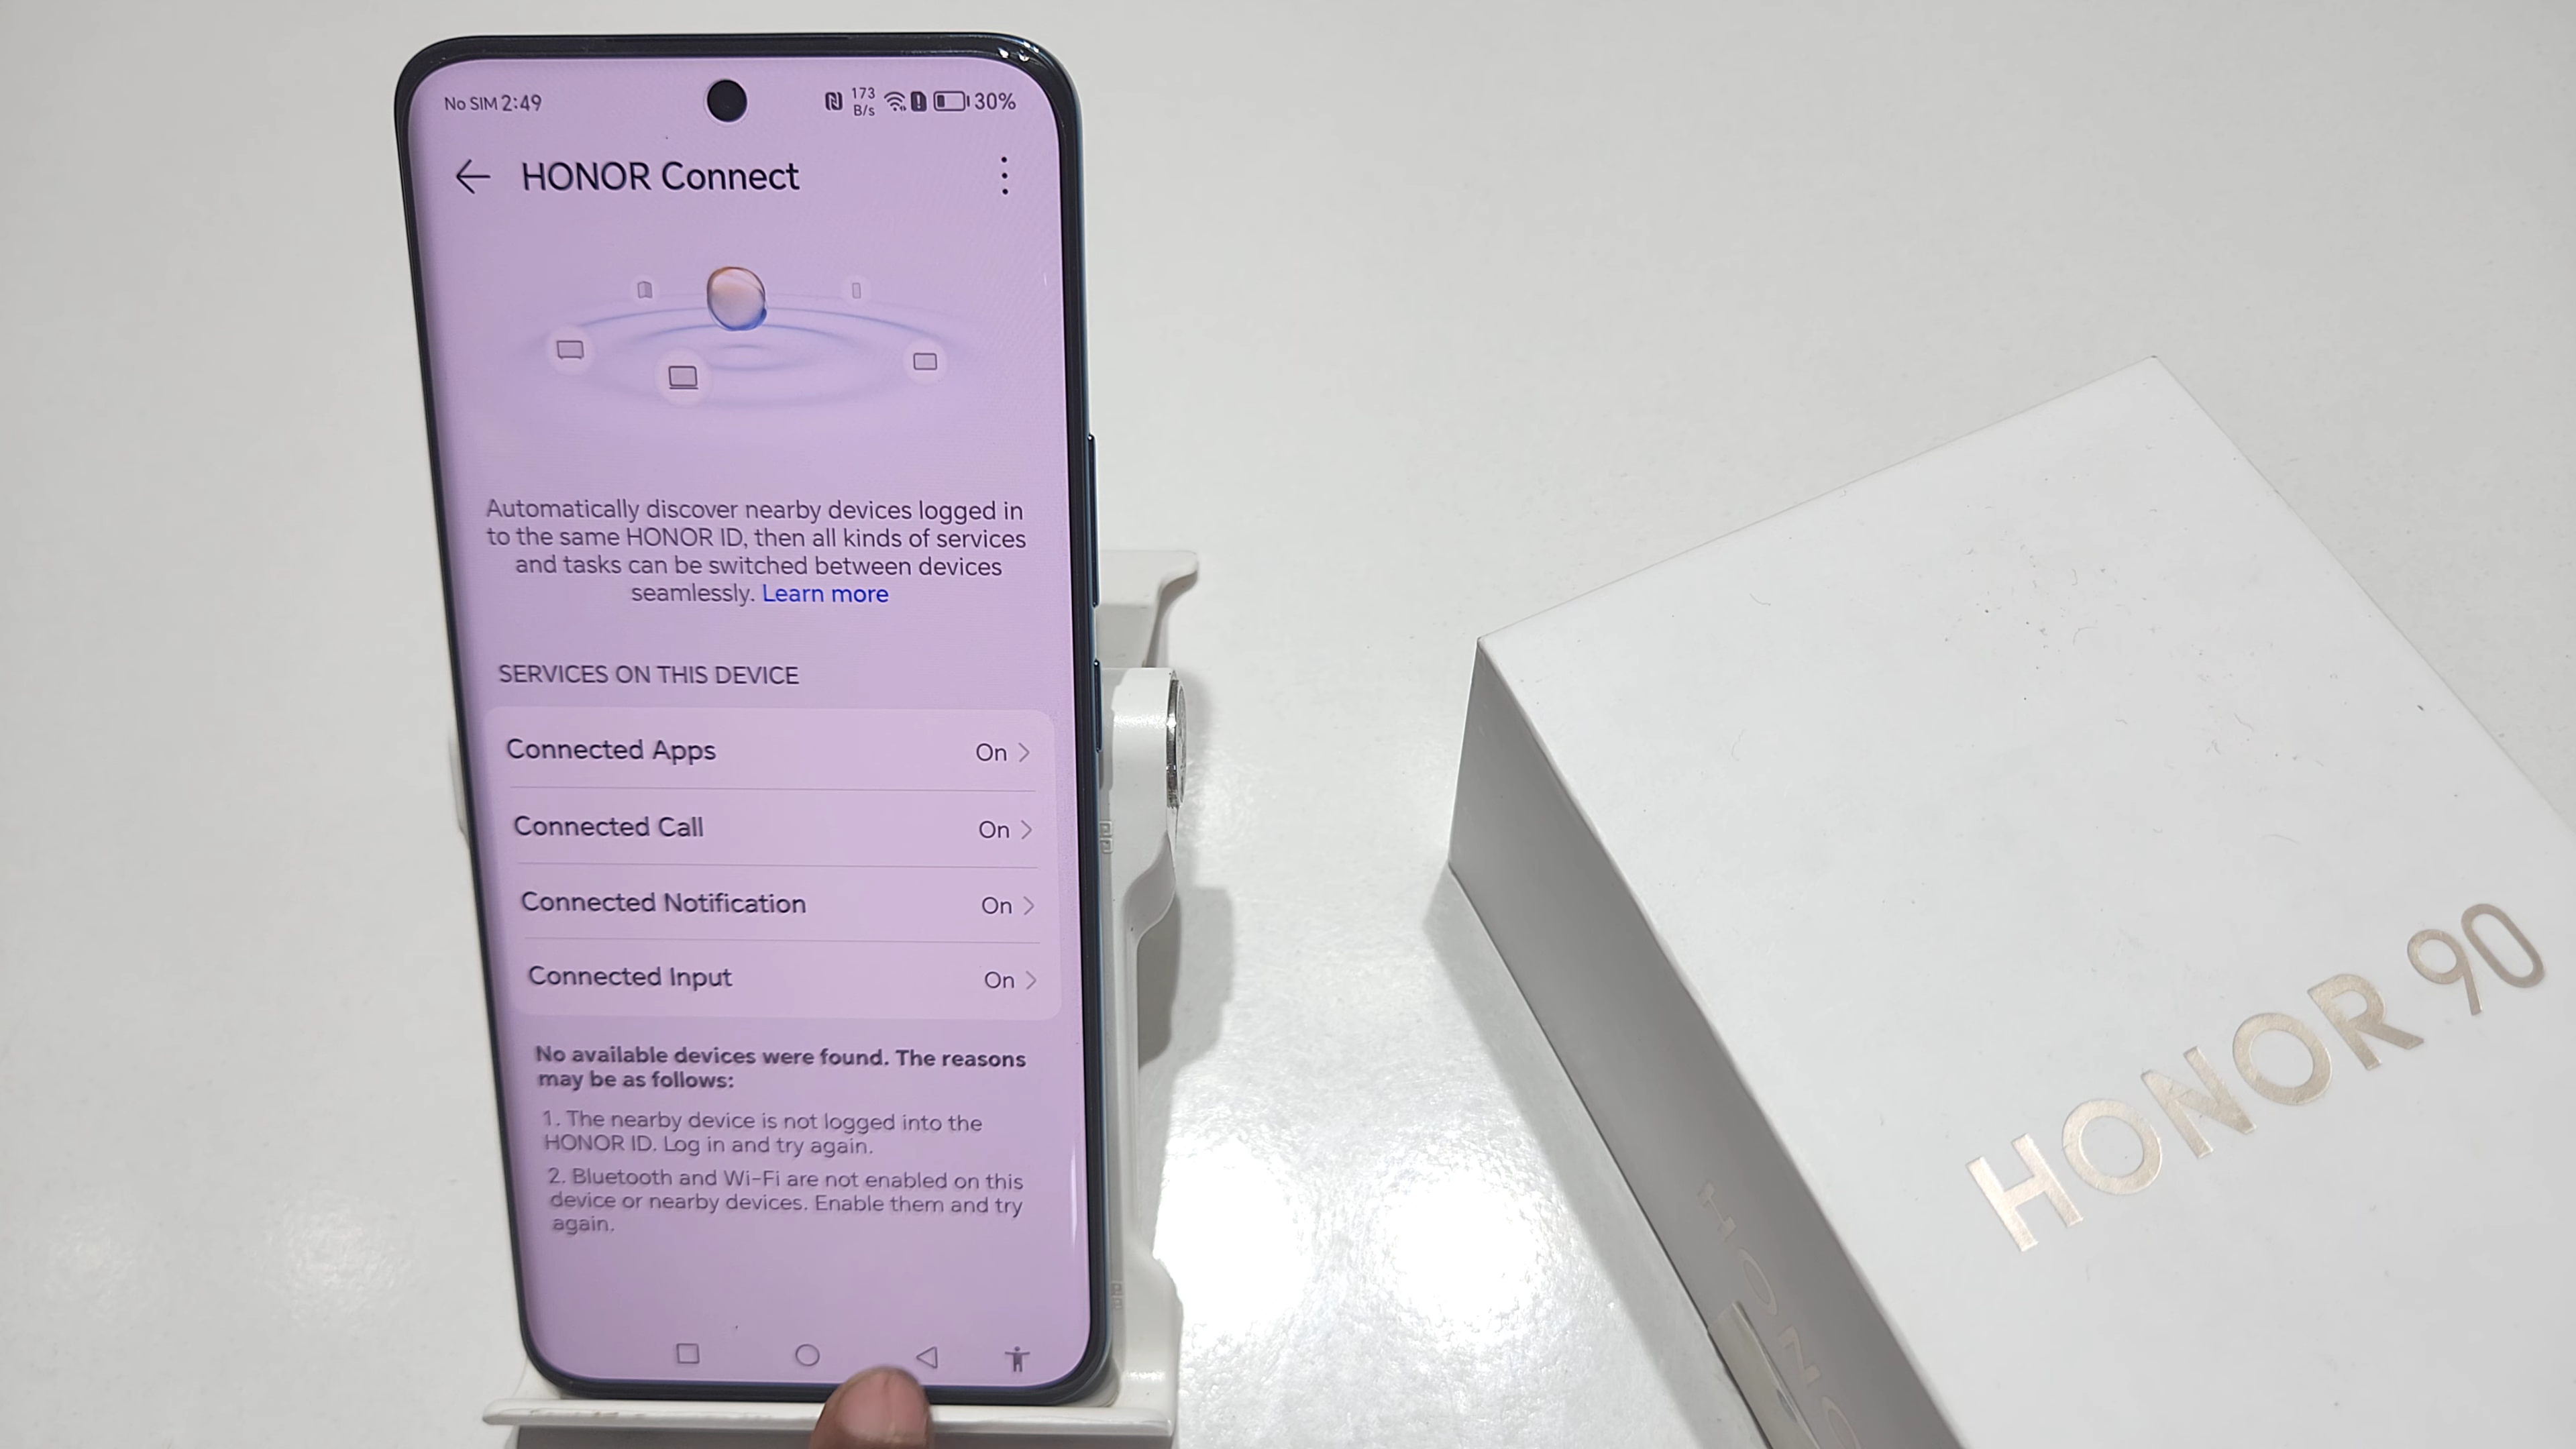 No SIM 2:49
173
B/s
30%
HONOR Connect
Automatically discover nearby devices logged in
to the same HONOR ID, then all kinds of services
and tasks can be switched between devices
seamlessly. Learn more
SERVICES ON THIS DEVICE
Connected Apps On
Connected Call On
Connected Notification On
Connected Input On
No available devices were found. The reasons
may be as follows:
1. The nearby device is not logged into the
HONOR ID. Log in and try again.
2. Bluetooth and Wi-Fi are not enabled on this
device or nearby devices. Enable them and try
again.
HONOR 90
HONO